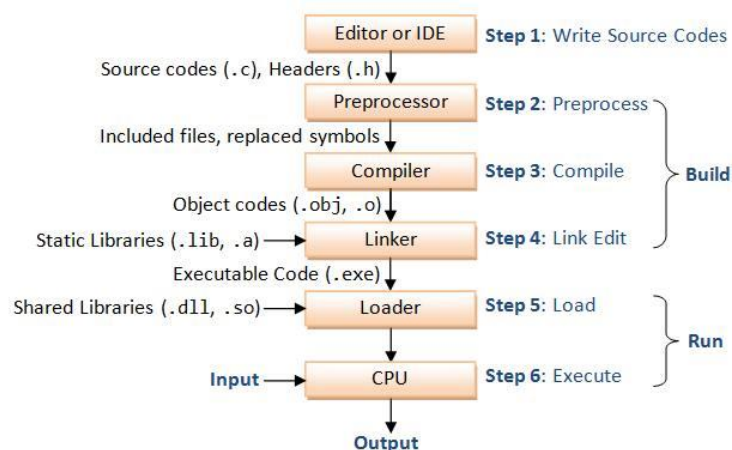 Editor or IDE Step 1: Write Source Codes
Source codes (.c), Headers (.h)
Preprocessor Step 2: Preprocess
Included files, replaced symbols
Compiler Step 3: Compile Build
Object codes (.obj, .o)
Static Libraries (.lib, .a) Linker Step 4: Link Edit
Executable Code (.exe)
Shared Libraries (.dll, .so) Loader Step 5: Load
Run
Input CPU Step 6: Execute
Output